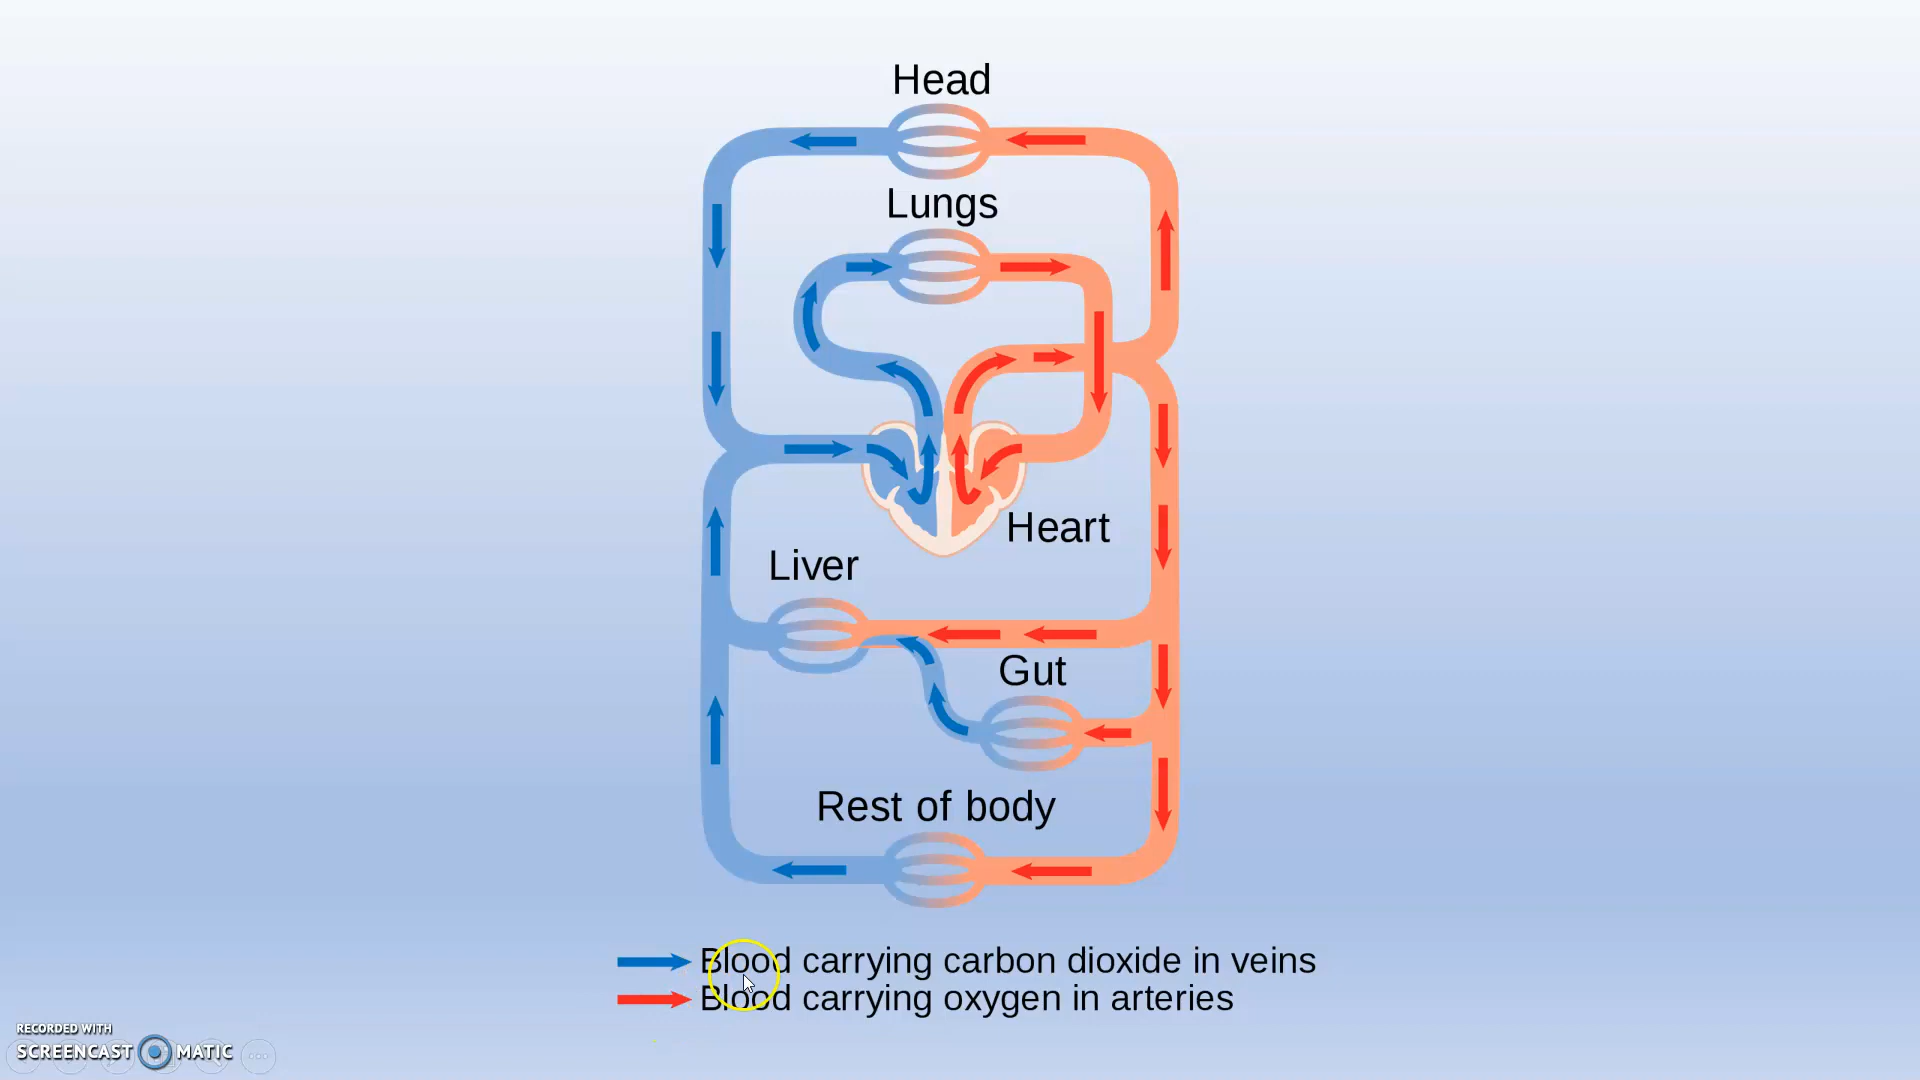 Head
Lungs
Heart
Liver
Gut
Rest of body
Blood carrying carbon dioxide in veins
Blood carrying oxygen in arteries
RECORDED WITH
SCREENCAST MATIC